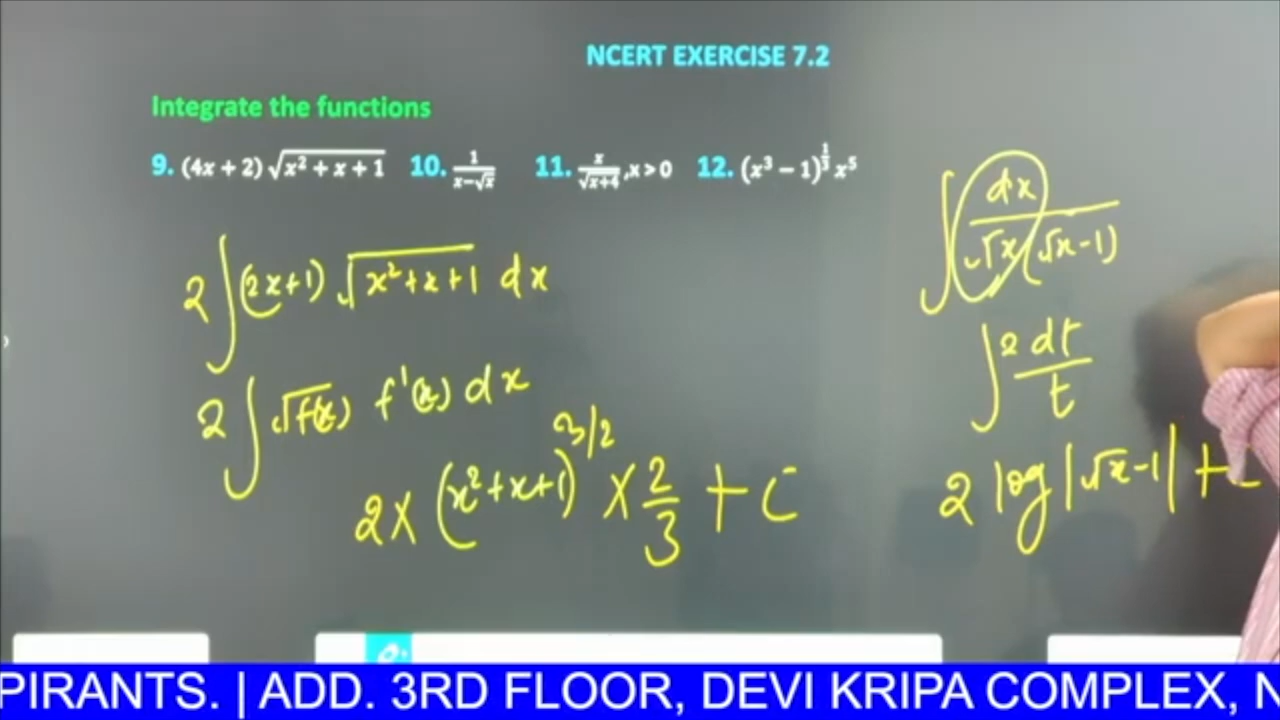 NCERT EXERCISE 7.2
Integrate the functions
9. (4x + 2) √(x² + x + 1) 10. 1/(x−√x) 11. x/√(x+4) ,x > 0 12. (x³ − 1)^(1/3) x⁵
2∫(2x+1) √(x²+x+1) dx
2∫√f(x) f'(x) dx
2 × (x²+x+1)^(3/2) × 2/3 + C
∫ dx/(√x(√x-1))
∫ 2dt/t
2 log|√x-1| +
PIRANTS. | ADD. 3RD FLOOR, DEVI KRIPA COMPLEX, N